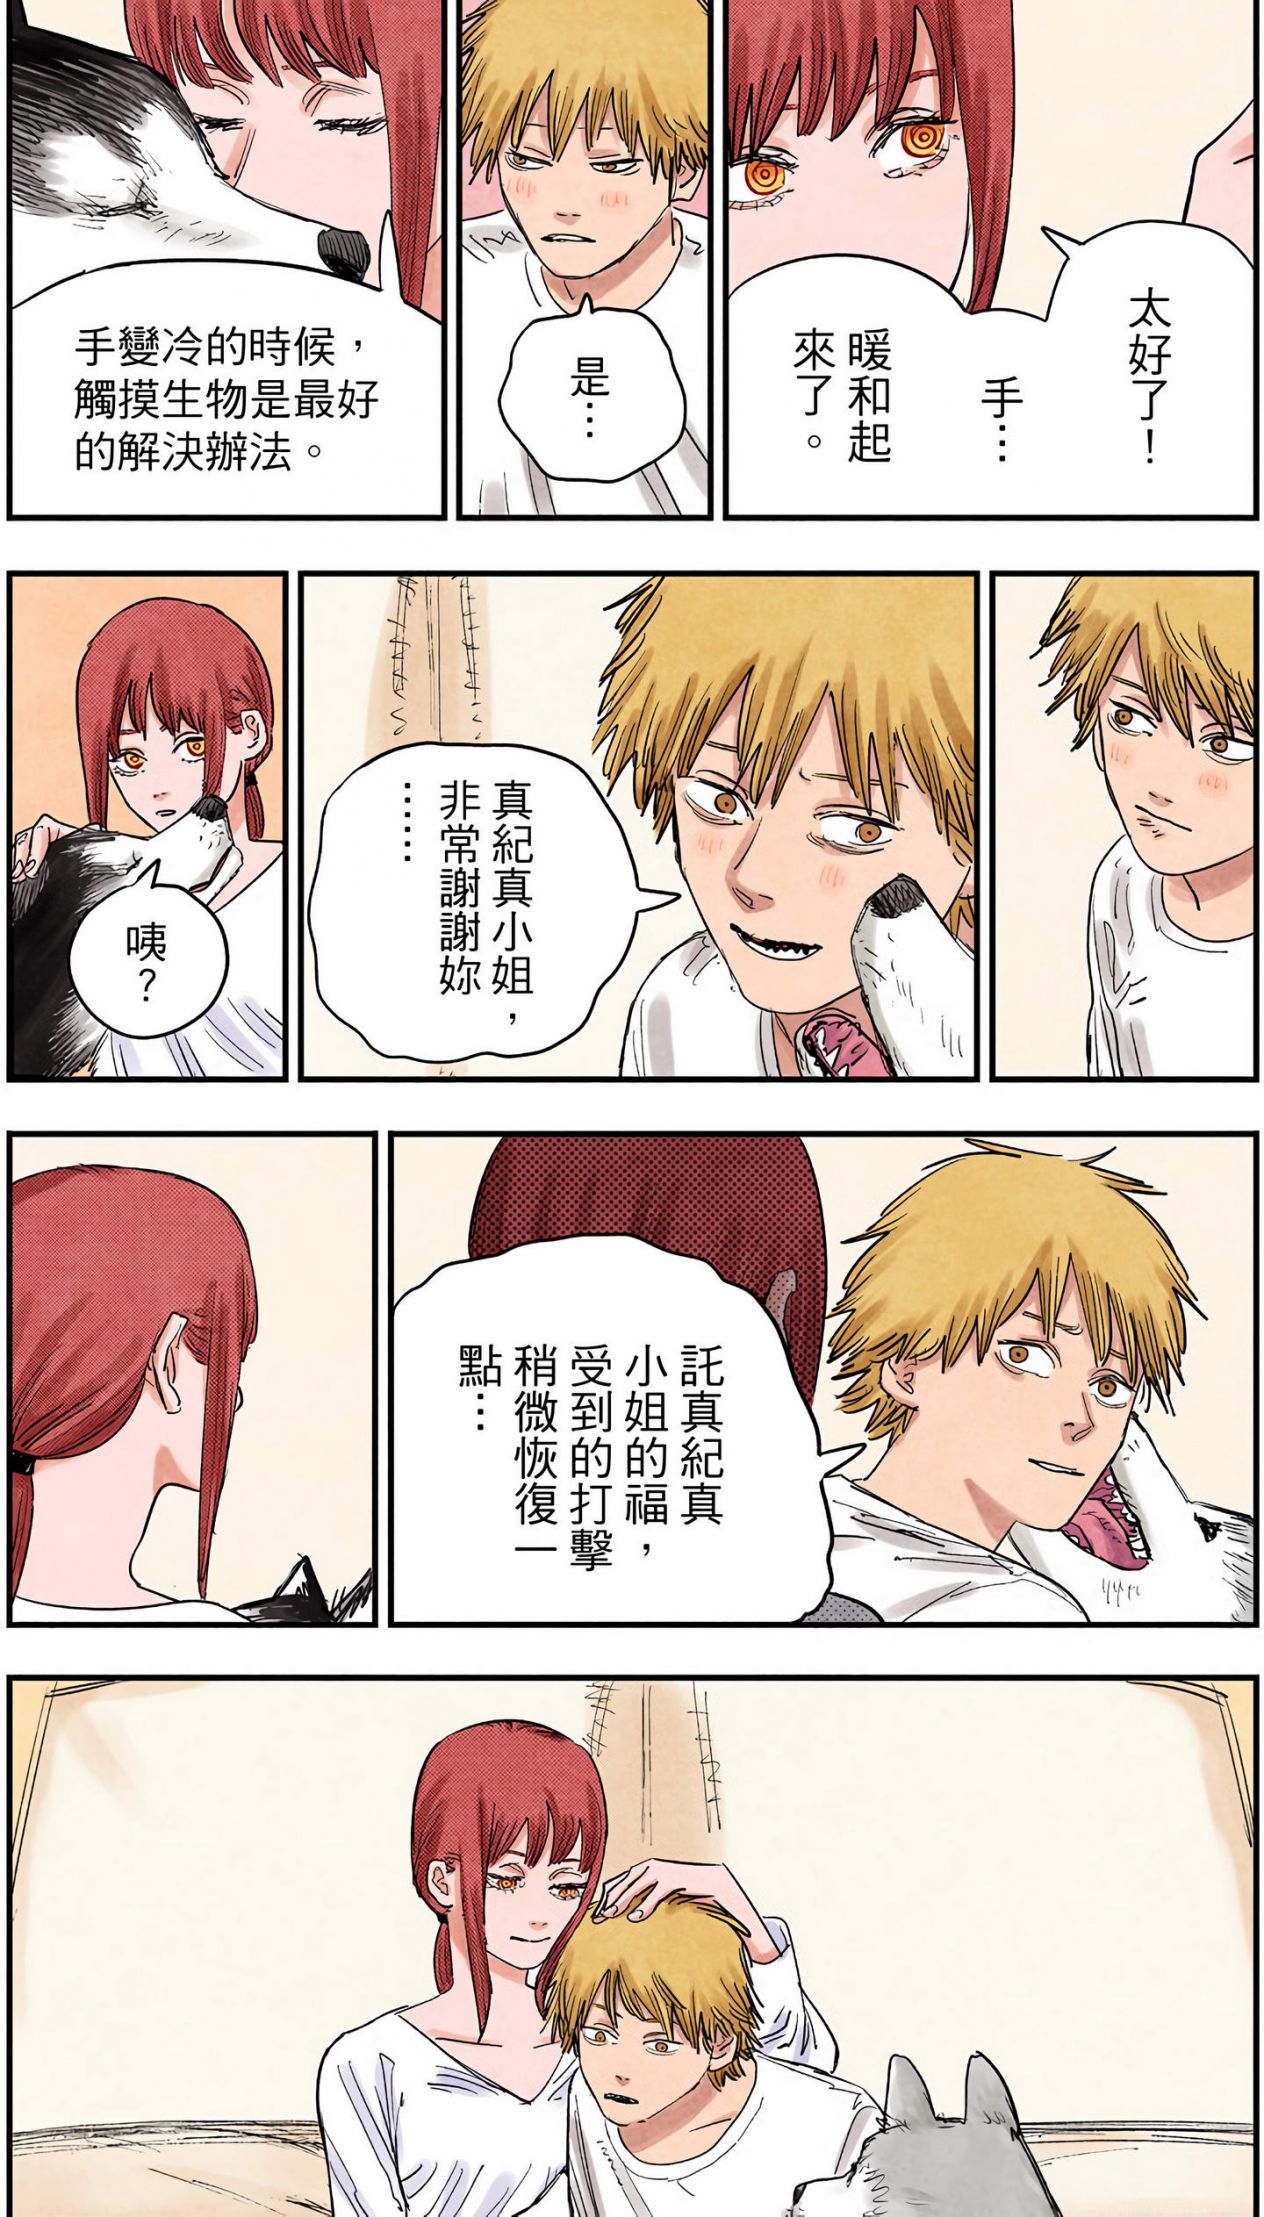 太好了！
手⋯
暖和起
來了。
是⋯
手變冷的時候，
觸摸生物是最好
的解決辦法。
真紀真小姐，
非常謝謝妳
⋯⋯
咦？
託真紀真
小姐的福，
受到的打擊
稍微恢復一
點⋯